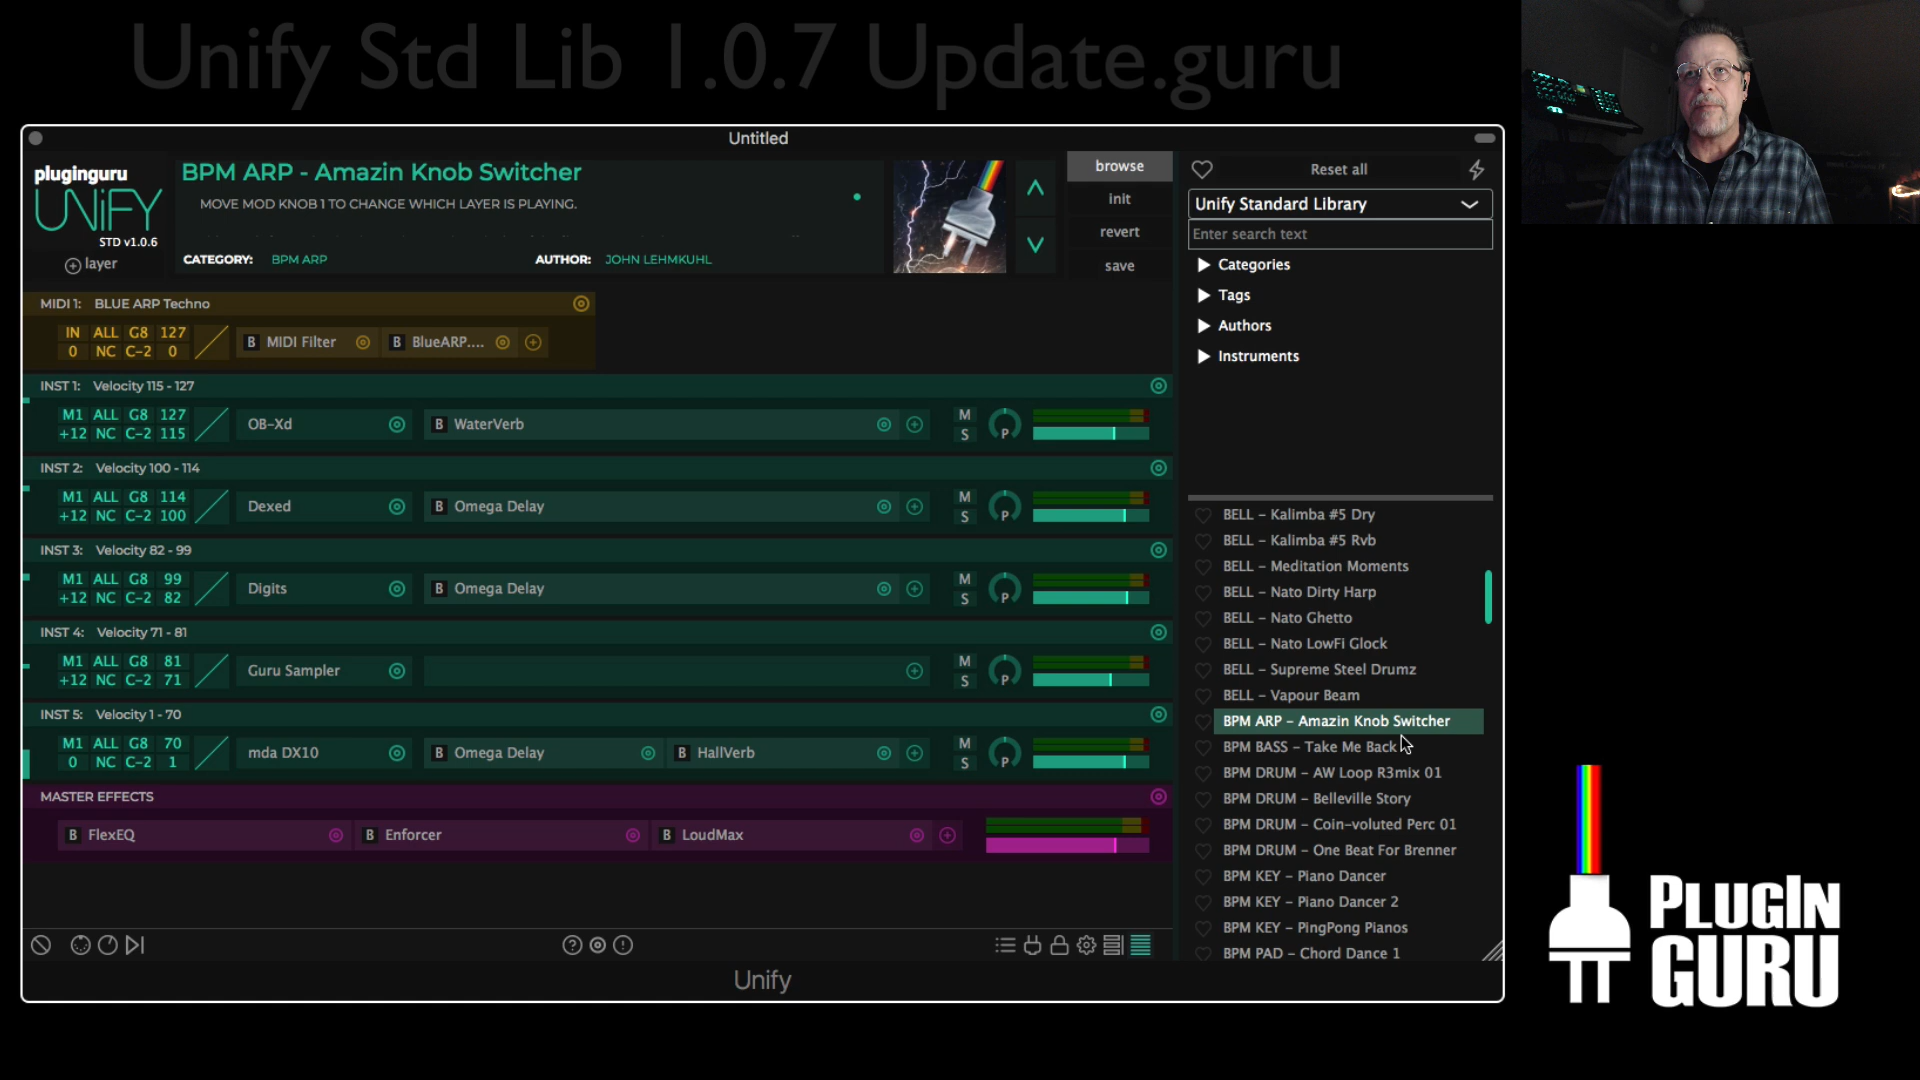 Unify Std Lib 1.0.7 Update.guru
Untitled
pluginguru
UNIFY
STD v1.0.6
layer
BPM ARP - Amazin Knob Switcher
MOVE MOD KNOB 1 TO CHANGE WHICH LAYER IS PLAYING.
CATEGORY: BPM ARP AUTHOR: JOHN LEHMKUHL
browse
init
revert
save
MIDI 1: BLUE ARP Techno
IN ALL G8 127
0 NC C-2 0
B MIDI Filter B BlueARP....
INST 1: Velocity 115 - 127
M1 ALL G8 127
+12 NC C-2 115
OB-Xd B WaterVerb M S P
INST 2: Velocity 100 - 114
M1 ALL G8 114
+12 NC C-2 100
Dexed B Omega Delay M S P
INST 3: Velocity 82 - 99
M1 ALL G8 99
+12 NC C-2 82
Digits B Omega Delay M S P
INST 4: Velocity 71 - 81
M1 ALL G8 81
+12 NC C-2 71
Guru Sampler M S P
INST 5: Velocity 1 - 70
M1 ALL G8 70
0 NC C-2 1
mda DX10 B Omega Delay B HallVerb M S P
MASTER EFFECTS
B FlexEQ B Enforcer B LoudMax
Unify
Reset all
Unify Standard Library
Enter search text
Categories
Tags
Authors
Instruments
BELL - Kalimba #5 Dry
BELL - Kalimba #5 Rvb
BELL - Meditation Moments
BELL - Nato Dirty Harp
BELL - Nato Ghetto
BELL - Nato LowFi Glock
BELL - Supreme Steel Drumz
BELL - Vapour Beam
BPM ARP - Amazin Knob Switcher
BPM BASS - Take Me Back
BPM DRUM - AW Loop R3mix 01
BPM DRUM - Belleville Story
BPM DRUM - Coin-voluted Perc 01
BPM DRUM - One Beat For Brenner
BPM KEY - Piano Dancer
BPM KEY - Piano Dancer 2
BPM KEY - PingPong Pianos
BPM PAD - Chord Dance 1
PLUGIN
GURU